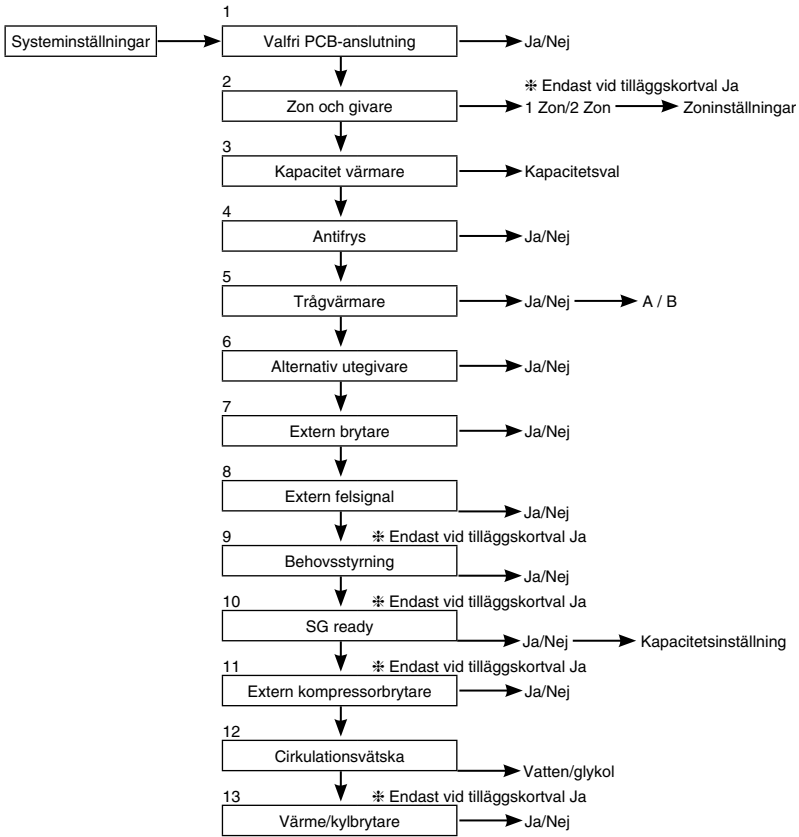 1
Systeminställningar
Valfri PCB-anslutning
Ja/Nej
2
❈ Endast vid tilläggskortval Ja
Zon och givare
1 Zon/2 Zon
Zoninställningar
3
Kapacitet värmare
Kapacitetsval
4
Antifrys
Ja/Nej
5
Trågvärmare
Ja/Nej
A / B
6
Alternativ utegivare
Ja/Nej
7
Extern brytare
Ja/Nej
8
Extern felsignal
Ja/Nej
9
❈ Endast vid tilläggskortval Ja
Behovsstyrning
Ja/Nej
10
❈ Endast vid tilläggskortval Ja
SG ready
Ja/Nej
Kapacitetsinställning
11
❈ Endast vid tilläggskortval Ja
Extern kompressorbrytare
Ja/Nej
12
Cirkulationsvätska
Vatten/glykol
13
❈ Endast vid tilläggskortval Ja
Värme/kylbrytare
Ja/Nej